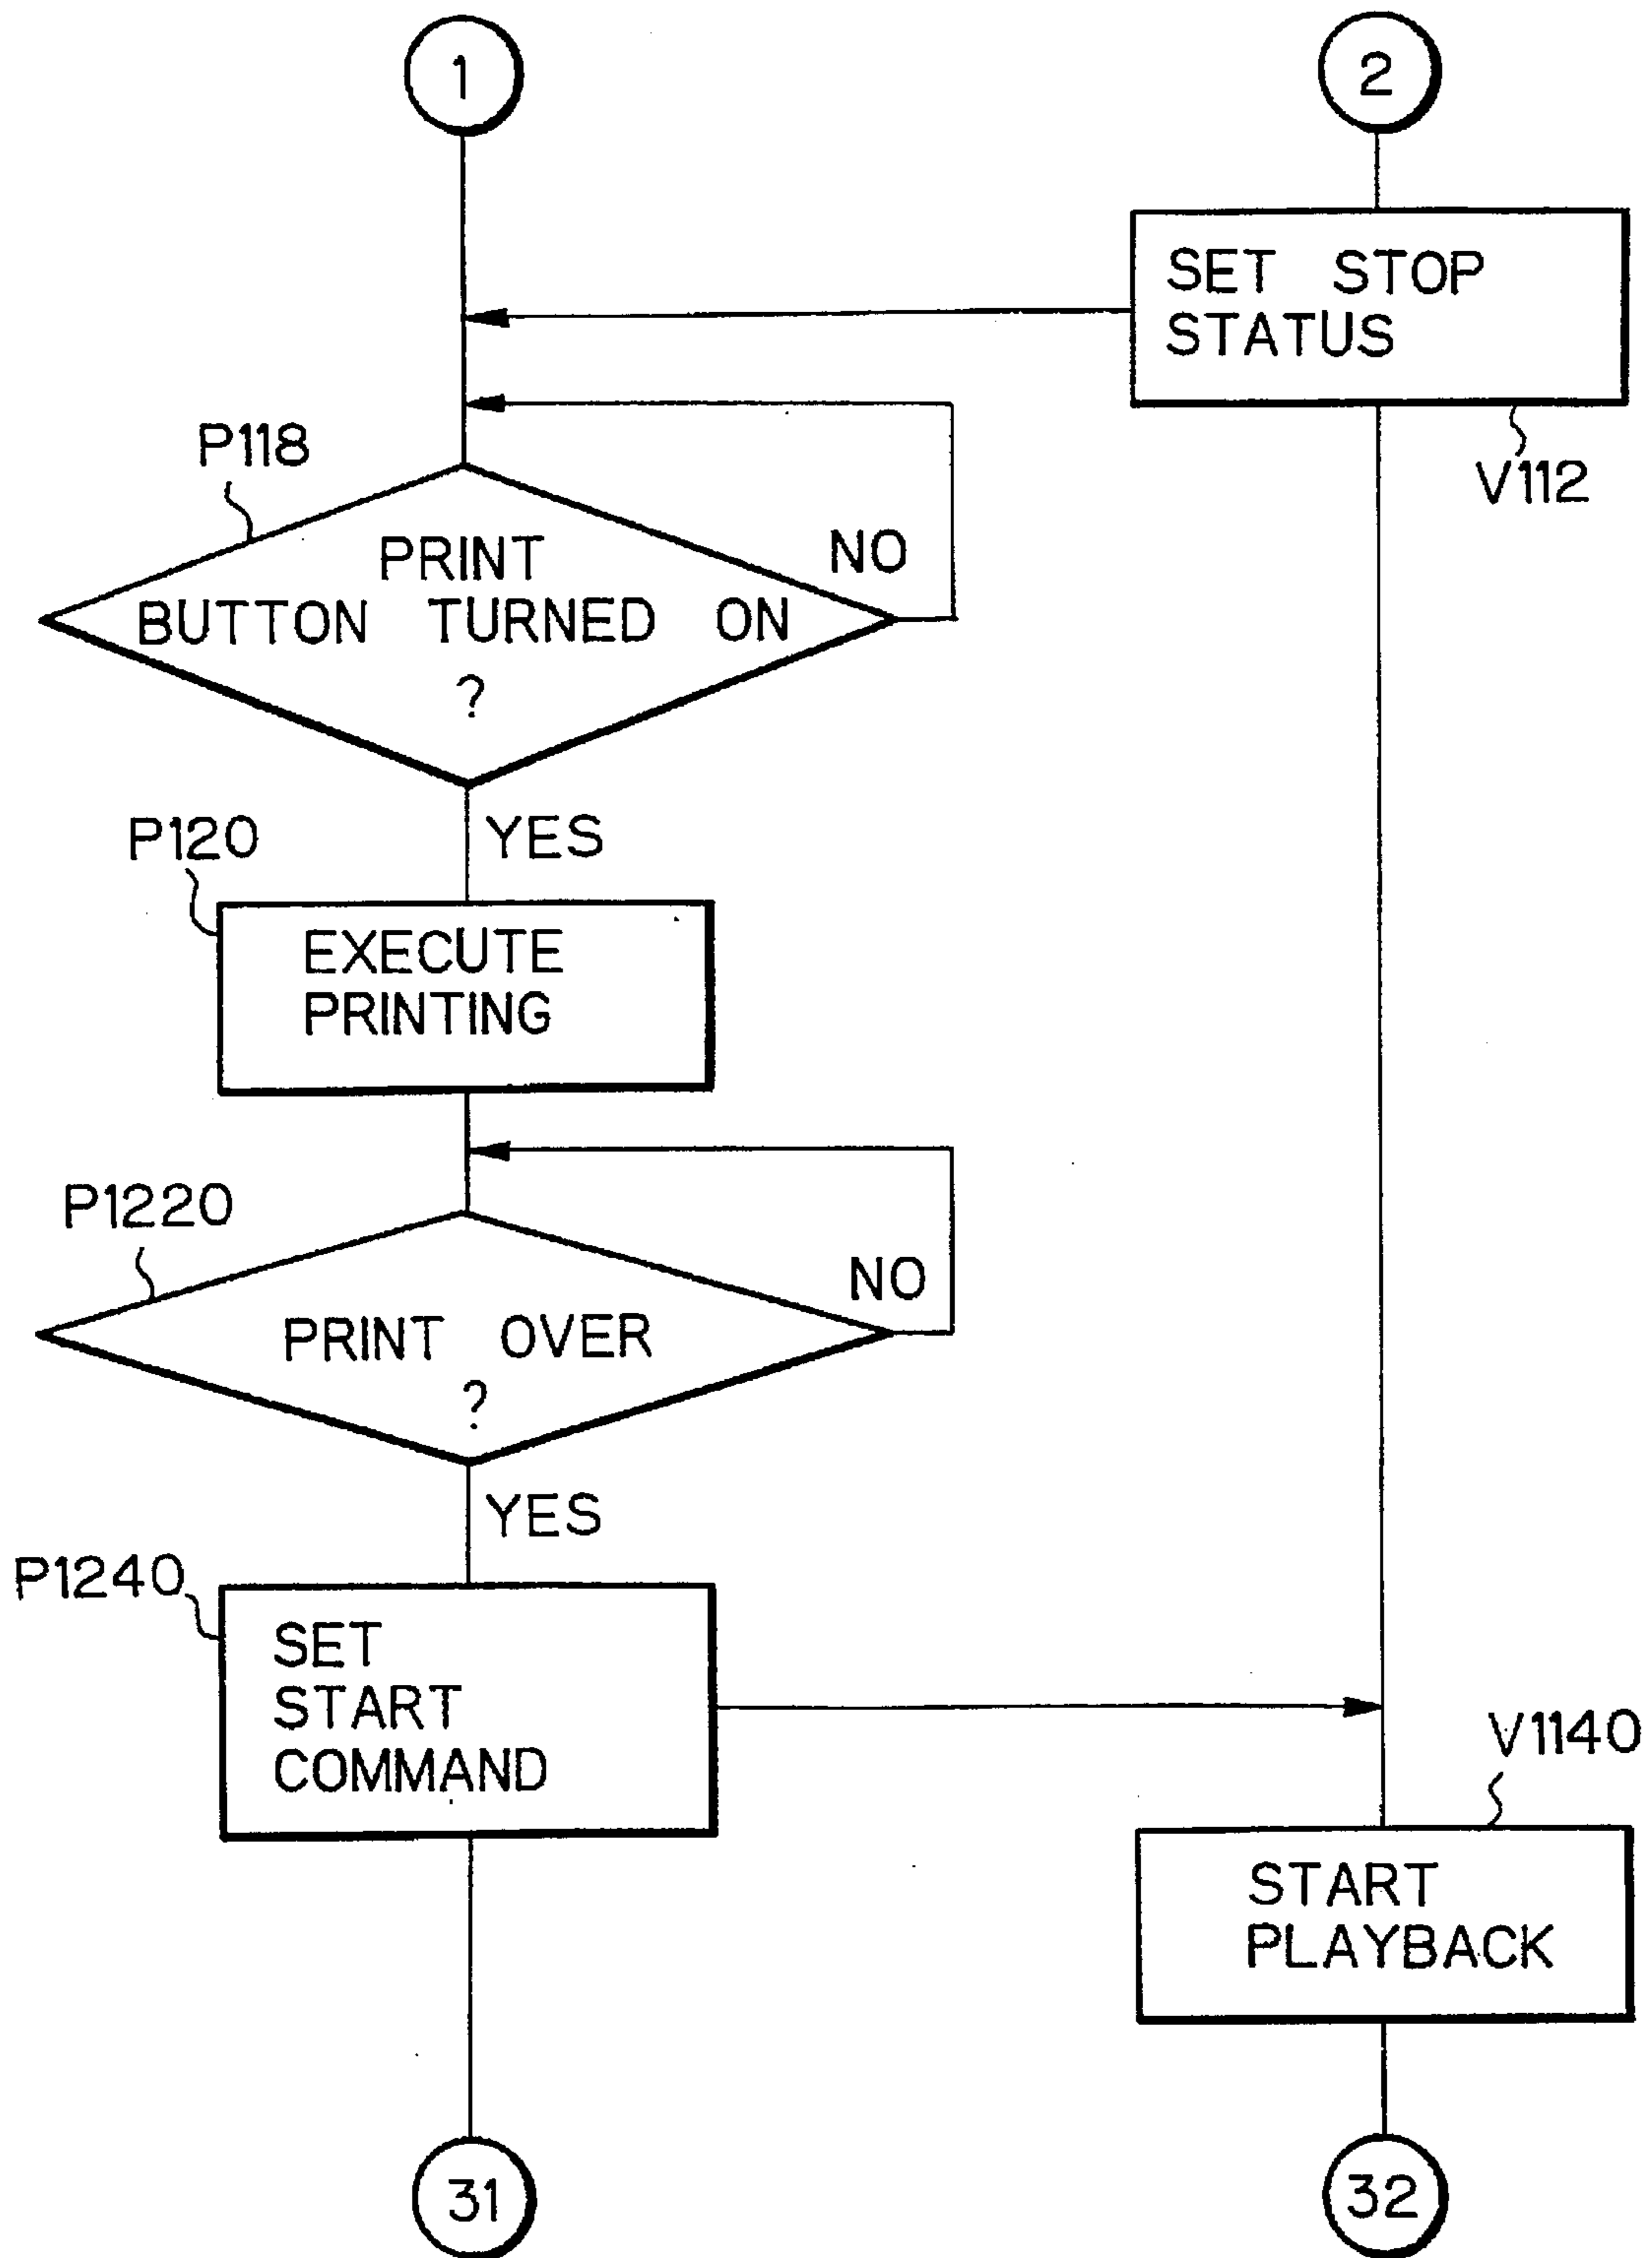 1
2
SET STOP
STATUS
V112
P118
PRINT
BUTTON TURNED ON
?
NO
YES
P120
EXECUTE
PRINTING
P1220
PRINT OVER
?
NO
YES
P1240
SET
START
COMMAND
V1140
START
PLAYBACK
31
32